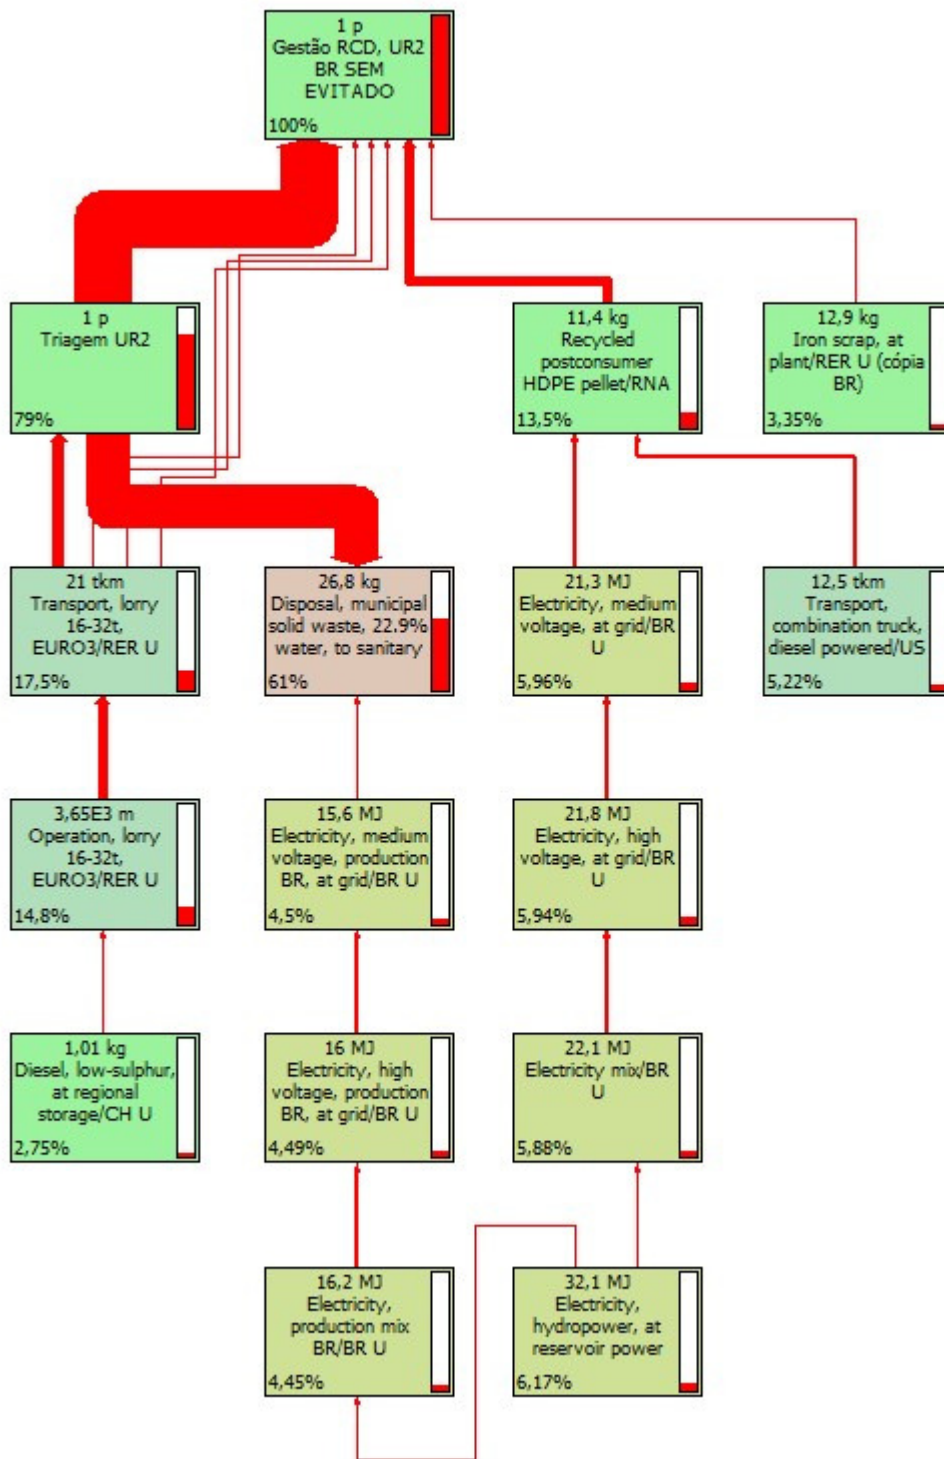 1 p
Gestão RCD, UR2
BR SEM
EVITADO
100%
1 p
Triagem UR2
79%
11,4 kg
Recycled
postconsumer
HDPE pellet/RNA
13,5%
12,9 kg
Iron scrap, at
plant/RER U (cópia
BR)
3,35%
21 tkm
Transport, lorry
16-32t,
EURO3/RER U
17,5%
26,8 kg
Disposal, municipal
solid waste, 22.9%
water, to sanitary
61%
21,3 MJ
Electricity, medium
voltage, at grid/BR
U
5,96%
12,5 tkm
Transport,
combination truck,
diesel powered/US
5,22%
3,65E3 m
Operation, lorry
16-32t,
EURO3/RER U
14,8%
15,6 MJ
Electricity, medium
voltage, production
BR, at grid/BR U
4,5%
21,8 MJ
Electricity, high
voltage, at grid/BR
U
5,94%
1,01 kg
Diesel, low-sulphur,
at regional
storage/CH U
2,75%
16 MJ
Electricity, high
voltage, production
BR, at grid/BR U
4,49%
22,1 MJ
Electricity mix/BR
U
5,88%
16,2 MJ
Electricity,
production mix
BR/BR U
4,45%
32,1 MJ
Electricity,
hydropower, at
reservoir power
6,17%